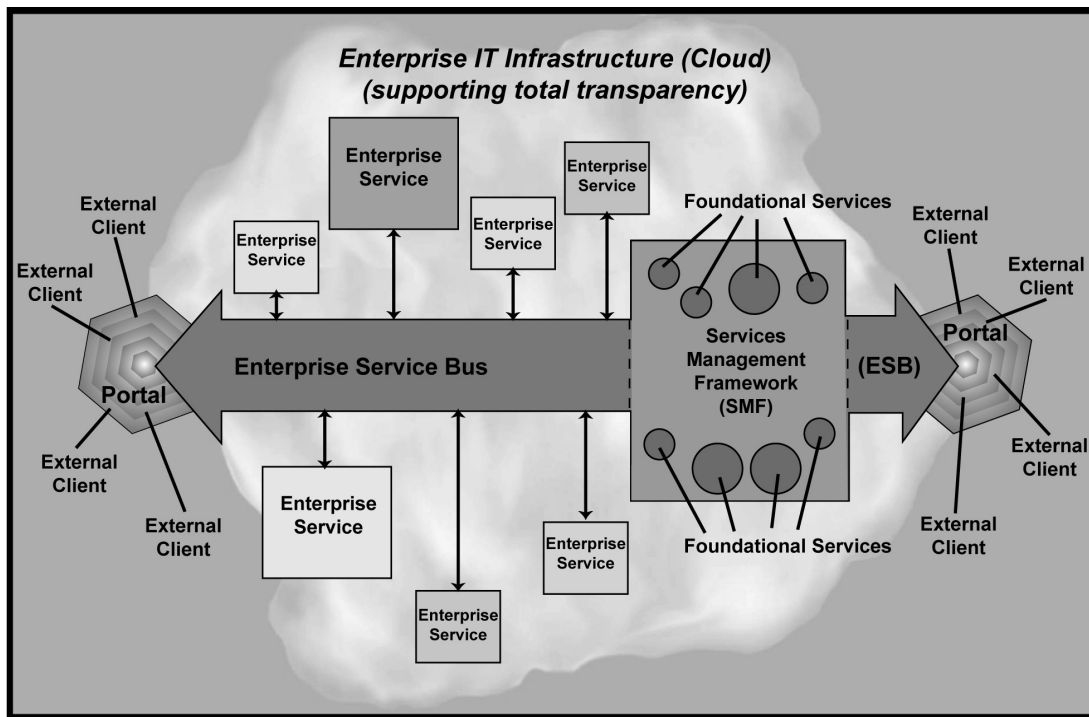 Enterprise IT Infrastructure (Cloud)
(supporting total transparency)
Enterprise
Service
Enterprise
Service
Enterprise
Service
Enterprise
Service
Foundational Services
External
Client
External
Client
Portal
External
Client
External
Client
Enterprise Service Bus
Services
Management
Framework
(SMF)
(ESB)
External
Client
External
Client
Portal
External
Client
External
Client
Enterprise
Service
Enterprise
Service
Enterprise
Service
Foundational Services